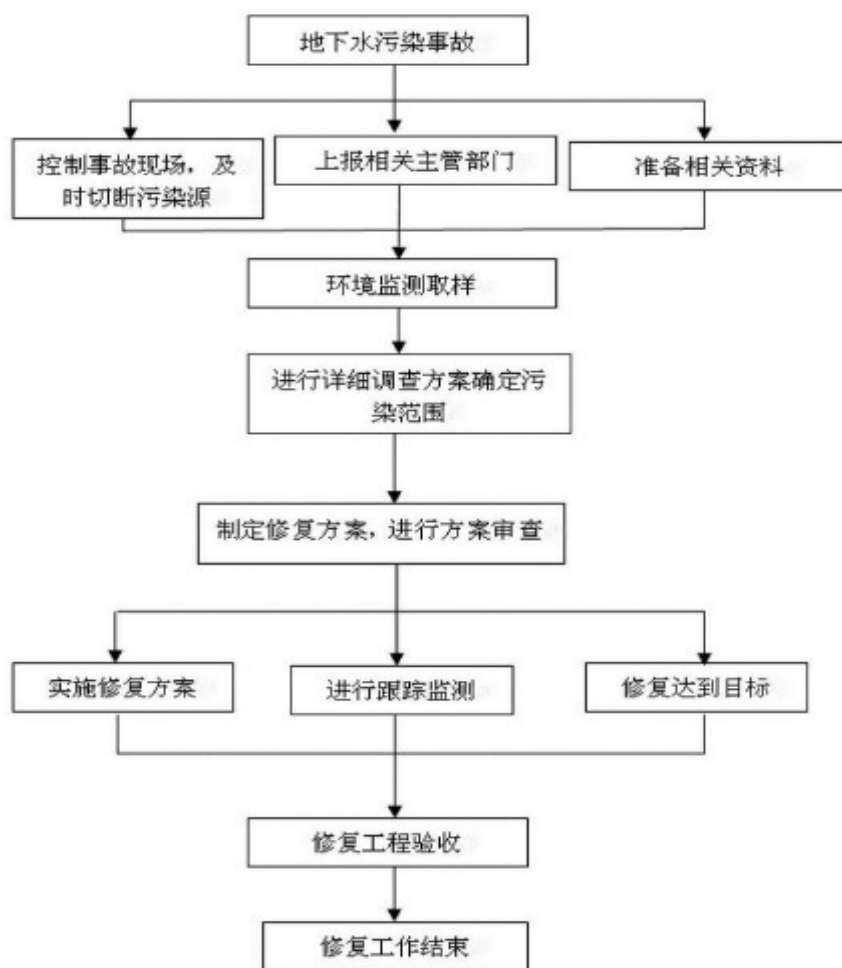 地下水污染事故
控制事故现场，及
时切断污染源
上报相关主管部门
准备相关资料
环境监测取样
进行详细调查方案确定污
染范围
制定修复方案，进行方案审查
实施修复方案
进行跟踪监测
修复达到目标
修复工程验收
修复工作结束